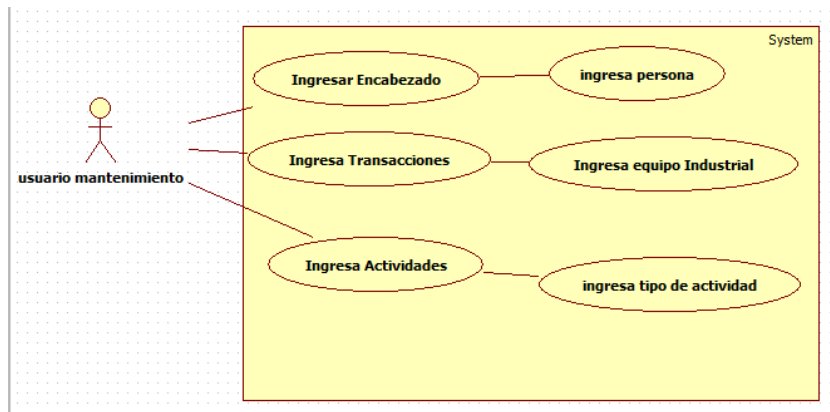 System
Ingresar Encabezado
ingresa persona
Ingresa Transacciones
Ingresa equipo Industrial
usuario mantenimiento
Ingresa Actividades
ingresa tipo de actividad